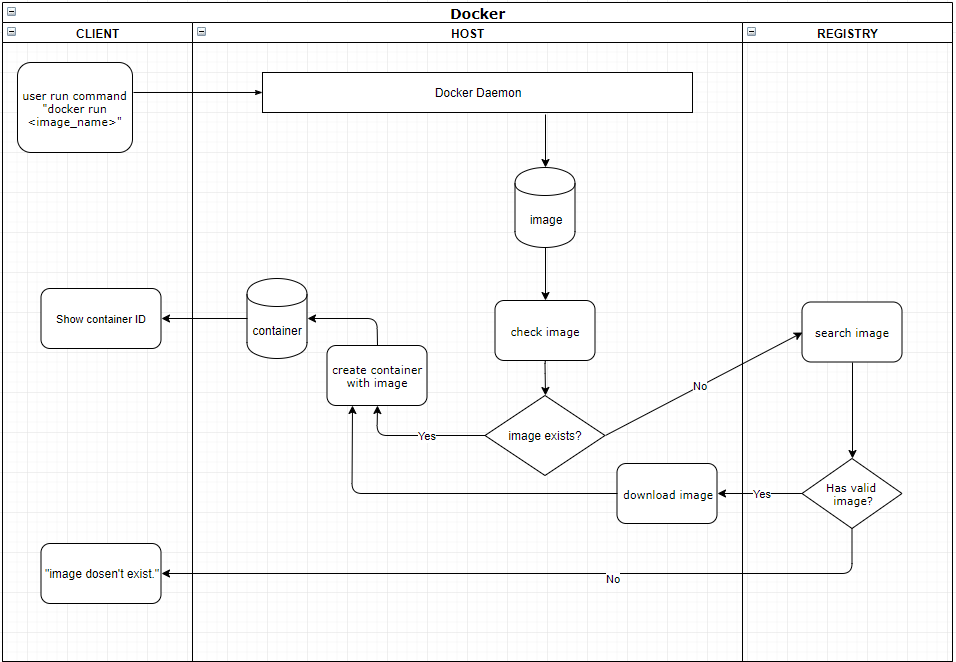 Docker
CLIENT
HOST
REGISTRY
user run command
"docker run
<image_name>"
Docker Daemon
image
Show container ID
container
check image
search image
create container
with image
No
Yes
image exists?
download image
Yes
Has valid
image?
"image dosen't exist."
No